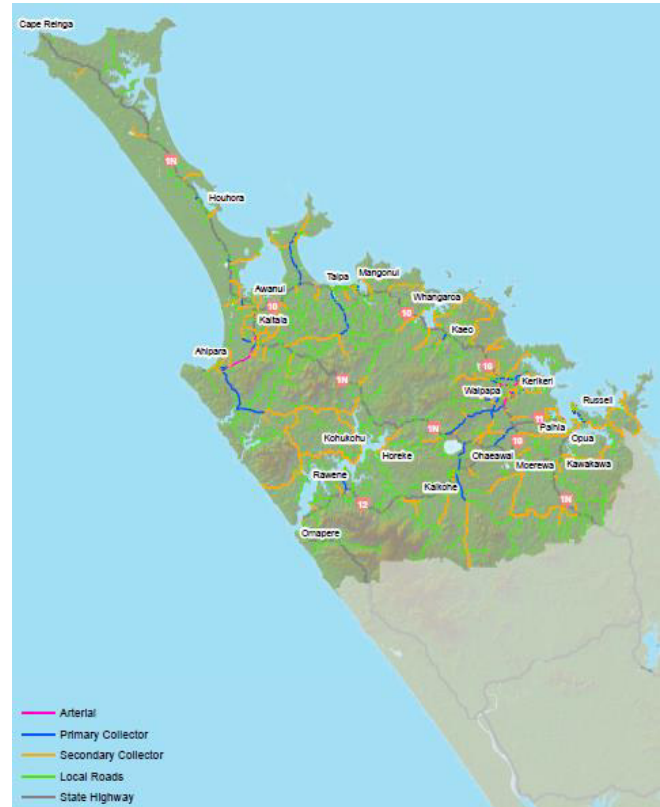 Cape Reinga
1N
Houhora
Taipa
Mangonui
Awanui
Whangaroa
10
10
Kaitaia
Kaeo
Ahipara
10
1N
Kerikeri
Waipapa
Russell
11
1N
Paihia
Kohukohu
Opua
10
Horeke
Ohaeawai
Moerewa
Kawakawa
Rawene
Kaikohe
1N
12
Omapere
Arterial
Primary Collector
Secondary Collector
Local Roads
State Highway